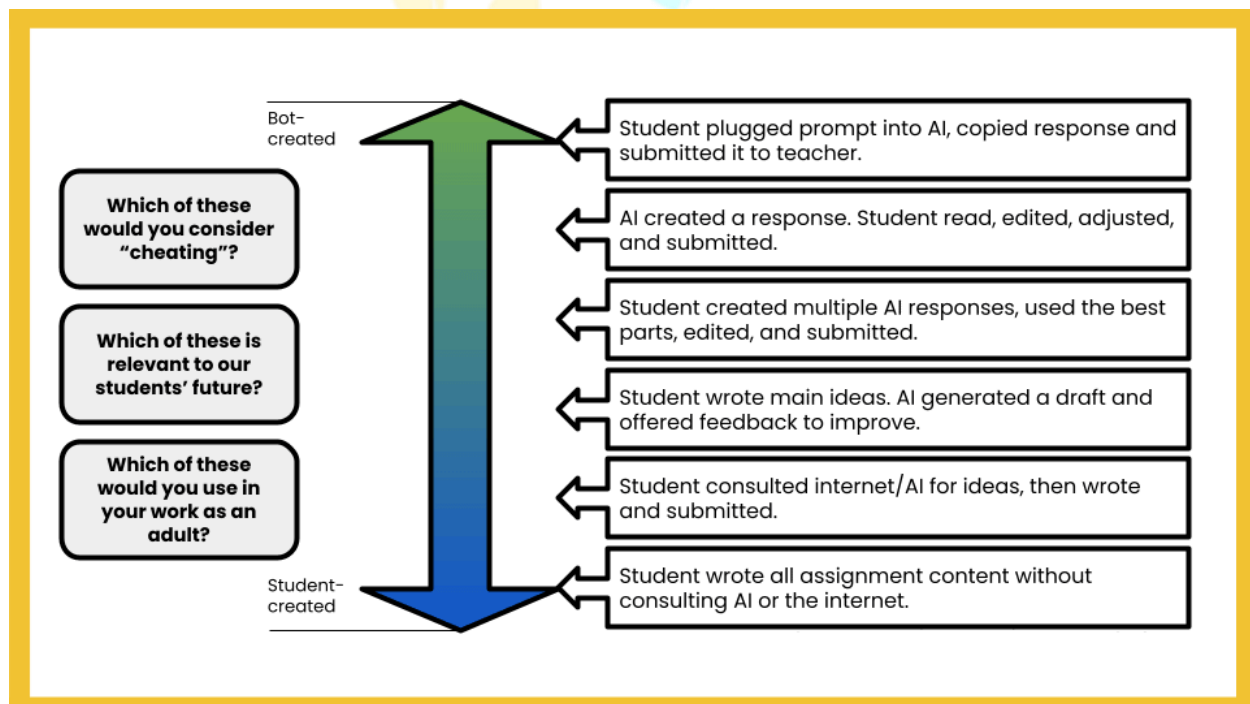 Bot-
created
Student plugged prompt into AI, copied response and
submitted it to teacher.
Which of these
would you consider
“cheating”?
AI created a response. Student read, edited, adjusted,
and submitted.
Student created multiple AI responses, used the best
parts, edited, and submitted.
Which of these is
relevant to our
students’ future?
Student wrote main ideas. AI generated a draft and
offered feedback to improve.
Which of these
would you use in
your work as an
adult?
Student consulted internet/AI for ideas, then wrote
and submitted.
Student-
created
Student wrote all assignment content without
consulting AI or the internet.